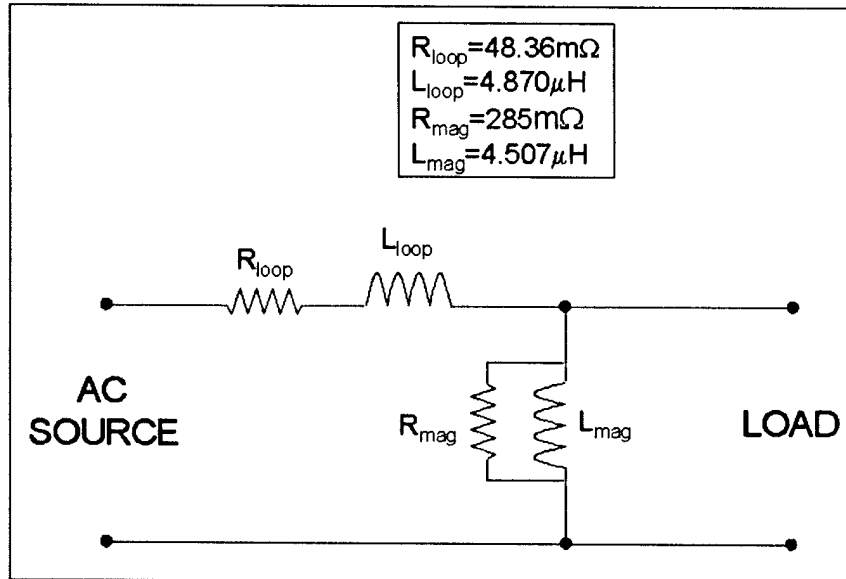 R_loop=48.36mΩ
L_loop=4.870μH
R_mag=285mΩ
L_mag=4.507μH
R_loop
L_loop
AC
SOURCE
R_mag
L_mag
LOAD